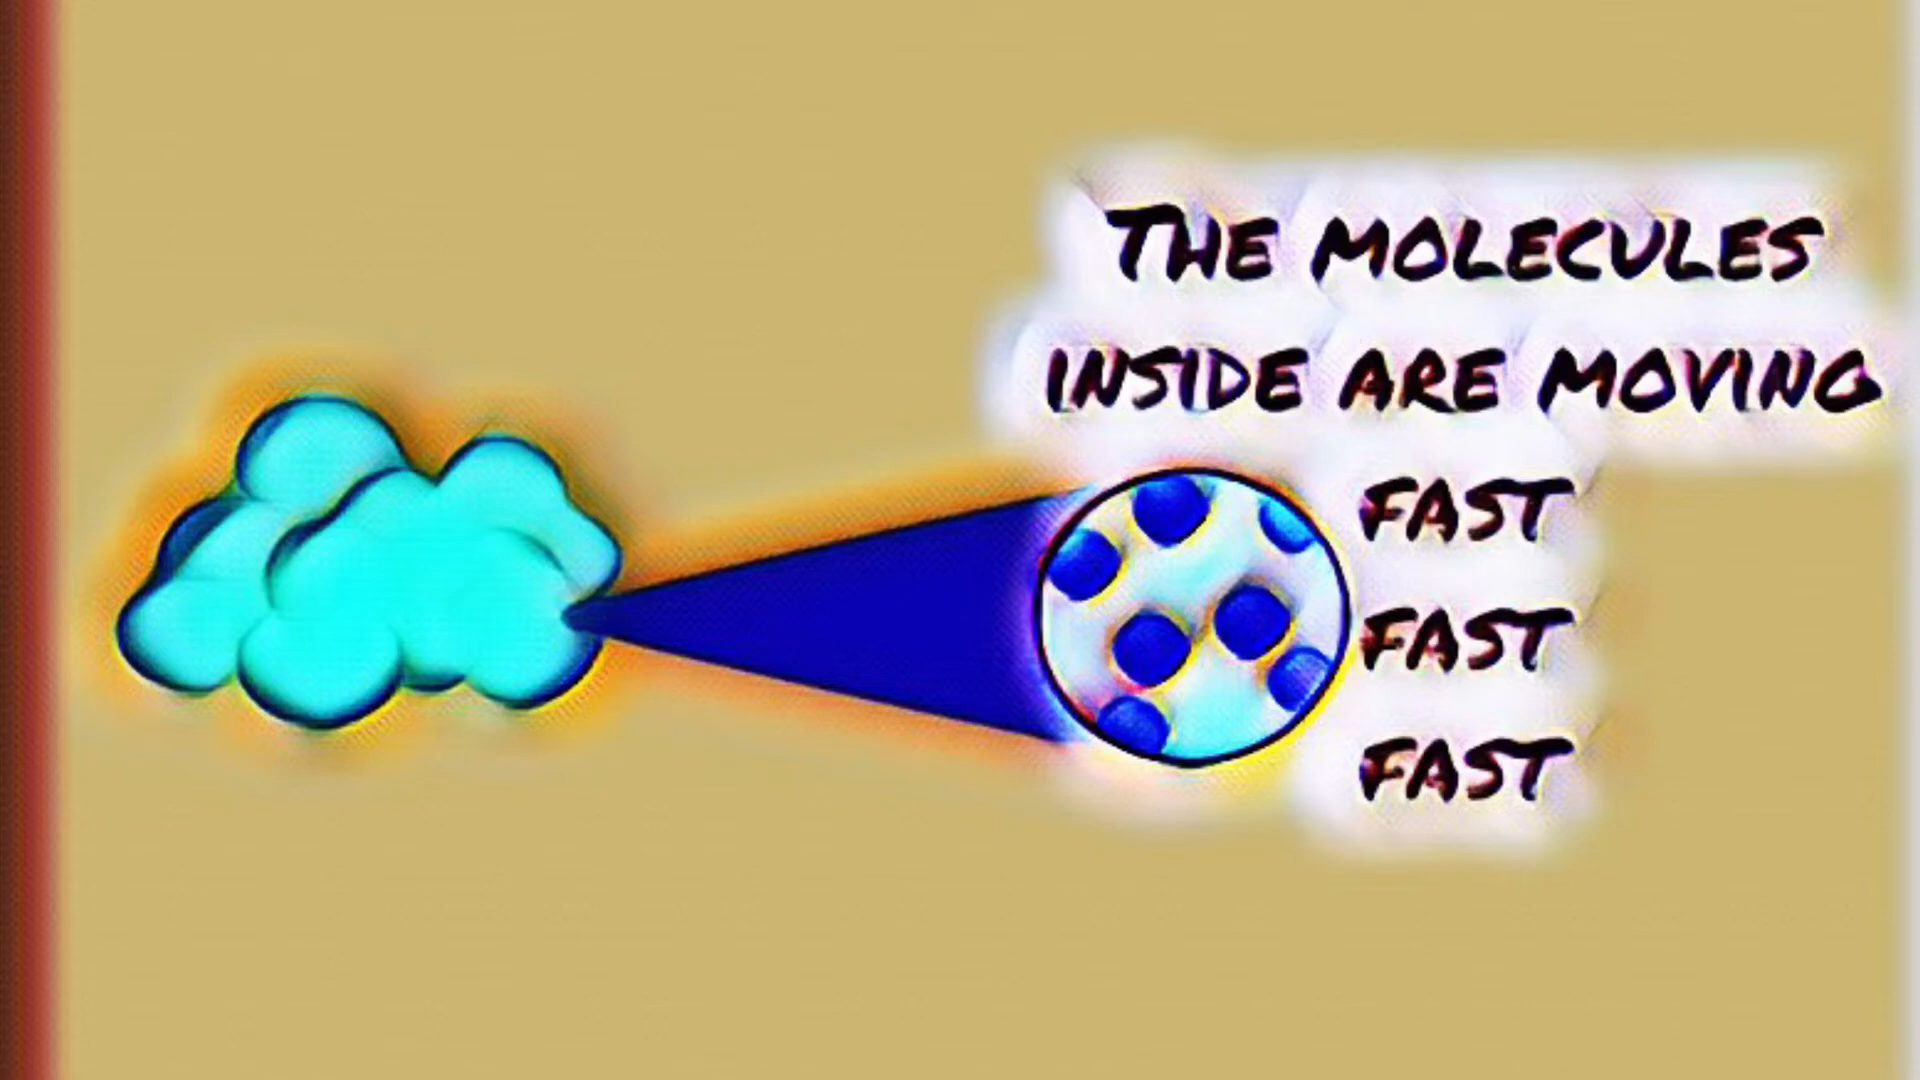 THE MOLECULES
INSIDE ARE MOVING
FAST
FAST
FAST